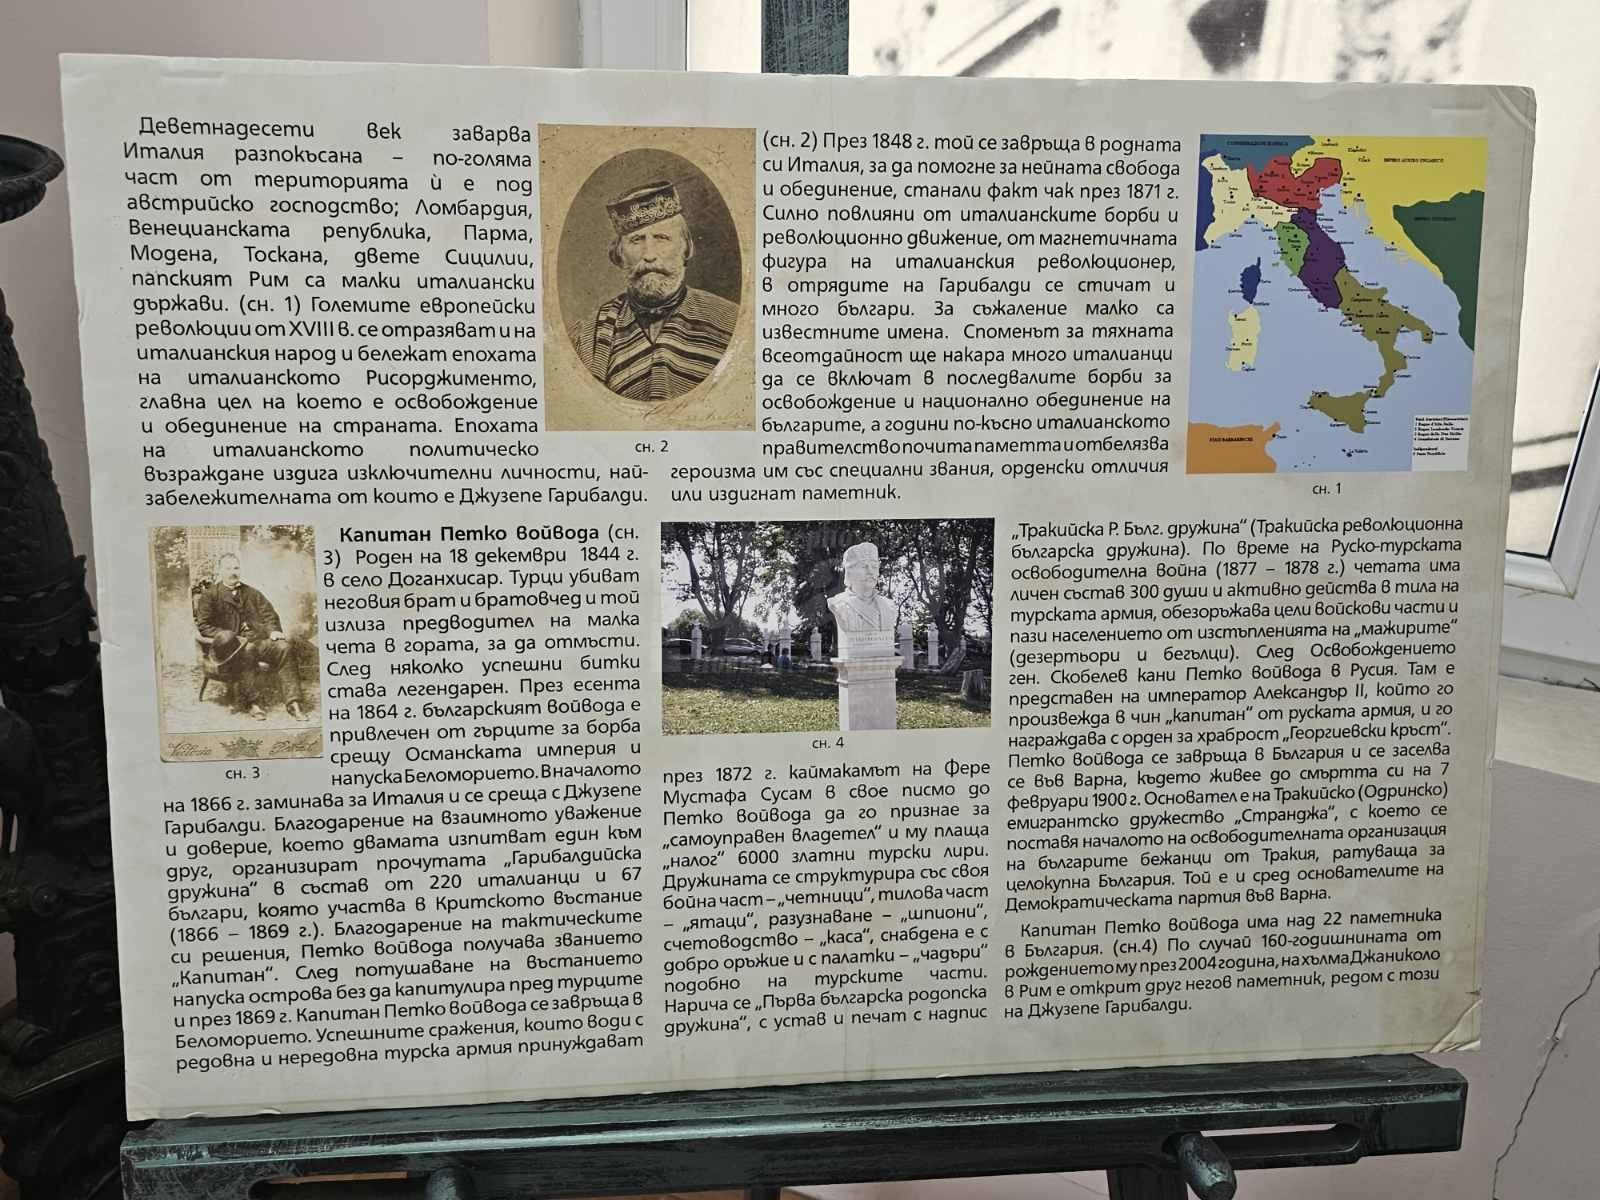 Деветнадесети век заварва
Италия разпокъсана – по-голяма
част от територията ѝ е под
австрийско господство; Ломбардия,
Венецианската република, Парма,
Модена, Тоскана, двете Сицилии,
папският Рим са малки италиански
държави. (сн. 1) Големите европейски
революции от XVIII в. се отразяват и на
италианския народ и бележат епохата
на италианското Рисорджименто,
главна цел на което е освобождение
и обединение на страната. Епохата
на италианското политическо
възраждане издига изключителни личности, най-
забележителната от които е Джузепе Гарибалди.
сн. 2
(сн. 2) През 1848 г. той се завръща в родната
си Италия, за да помогне за нейната свобода
и обединение, станали факт чак през 1871 г.
Силно повлияни от италианските борби и
революционно движение, от магнетичната
фигура на италианския революционер,
в отрядите на Гарибалди се стичат и
много българи. За съжаление малко са
известните имена. Споменът за тяхната
всеотдайност ще накара много италианци
да се включат в последвалите борби за
освобождение и национално обединение на
българите, а години по-късно италианското
правителство почита паметта и отбелязва
героизма им със специални звания, орденски отличия
или издигнат паметник.
сн. 1
Капитан Петко войвода (сн.
3) Роден на 18 декември 1844 г.
в село Доганхисар. Турци убиват
неговия брат и братовчед и той
излиза предводител на малка
чета в гората, за да отмъсти.
След няколко успешни битки
става легендарен. През есента
на 1864 г. българският войвода е
привлечен от гърците за борба
срещу Османската империя и
напуска Беломорието. В началото
на 1866 г. заминава за Италия и се среща с Джузепе
Гарибалди. Благодарение на взаимното уважение
и доверие, което двамата изпитват един към
друг, организират прочутата „Гарибалдийска
дружина“ в състав от 220 италианци и 67
българи, която участва в Критското въстание
(1866 – 1869 г.). Благодарение на тактическите
си решения, Петко войвода получава званието
„Капитан“. След потушаване на въстанието
напуска острова без да капитулира пред турците
и през 1869 г. Капитан Петко войвода се завръща в
Беломорието. Успешните сражения, които води с
редовна и нередовна турска армия принуждават
сн. 3
сн. 4
през 1872 г. каймакамът на Фере
Мустафа Сусам в свое писмо до
Петко войвода да го признае за
„самоуправен владетел“ и му плаща
„налог“ 6000 златни турски лири.
Дружината се структурира със своя
бойна част – „четници“, тилова част
– „ятаци“, разузнаване – „шпиони“,
счетоводство – „каса“, снабдена е с
добро оръжие и с палатки – „чадъри“
подобно на турските части.
Нарича се „Първа българска родопска
дружина“, с устав и печат с надпис
„Тракийска Р. Бълг. дружина“ (Тракийска революционна
българска дружина). По време на Руско-турската
освободителна война (1877 – 1878 г.) четата има
личен състав 300 души и активно действа в тила на
турската армия, обезоръжава цели войскови части и
пази населението от изстъпленията на „мажирите“
(дезертьори и бегълци). След Освобождението
ген. Скобелев кани Петко войвода в Русия. Там е
представен на император Александър II, който го
произвежда в чин „капитан“ от руската армия, и го
награждава с орден за храброст „Георгиевски кръст“.
Петко войвода се завръща в България и се заселва
се във Варна, където живее до смъртта си на 7
февруари 1900 г. Основател е на Тракийско (Одринско)
емигрантско дружество „Странджа“, с което се
поставя началото на освободителната организация
на българите бежанци от Тракия, ратуваща за
целокупна България. Той е и сред основателите на
Демократическата партия във Варна.
Капитан Петко войвода има над 22 паметника
в България. (сн.4) По случай 160-годишнината от
рождението му през 2004 година, на хълма Джаниколо
в Рим е открит друг негов паметник, редом с този
на Джузепе Гарибалди.